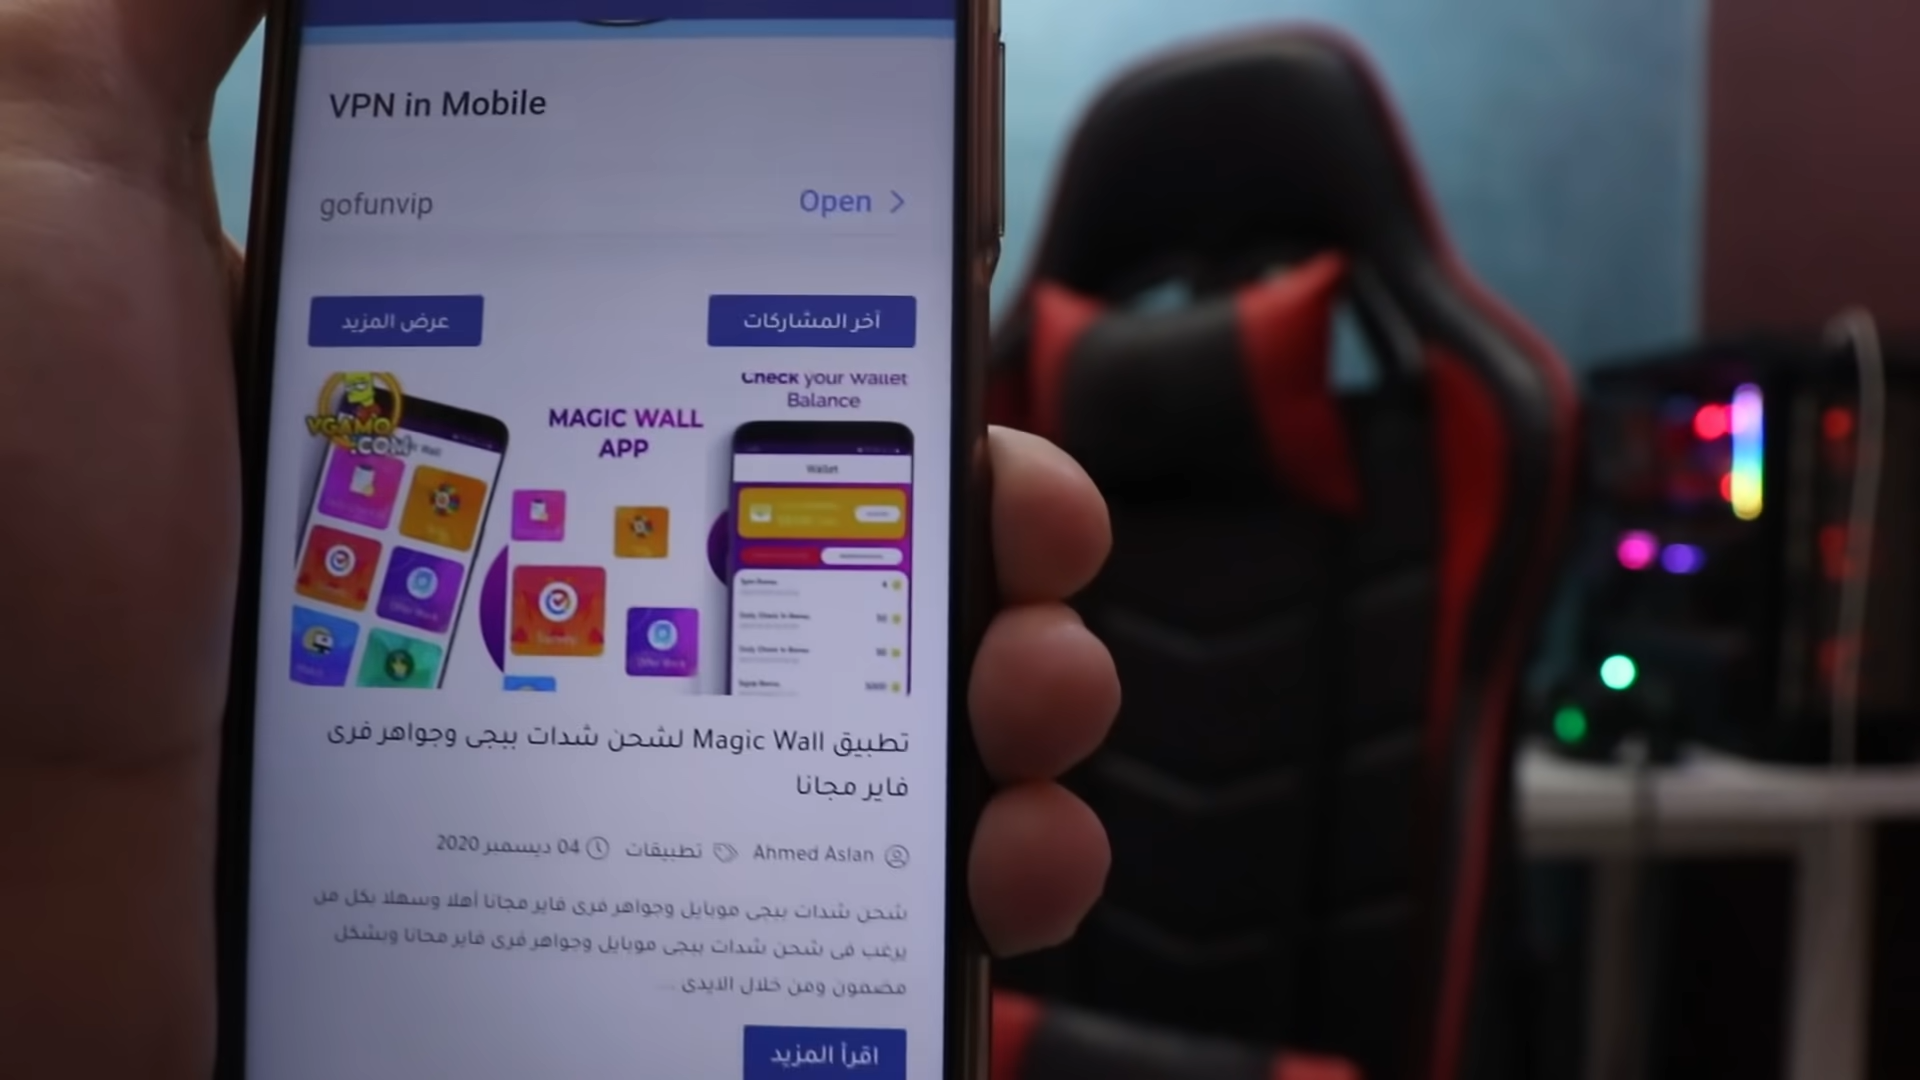 VPN in Mobile
gofunvip
Open
آخر المشاركات
عرض المزيد
VGAMO
.COM
MAGIC WALL
APP
Check your Wallet
Balance
Wallet
تطبيق Magic Wall لشحن شدات ببجى وجواهر فرى
فاير مجانا
Ahmed Aslan تطبيقات 04 ديسمبر 2020
شحن شدات ببجى موبايل وجواهر فرى فاير مجانا أهلا وسهلا بكل من
يرغب فى شحن شدات ببجى موبايل وجواهر فرى فاير مجانا وبشكل
مضمون ومن خلال الايدى ...
اقرأ المزيد